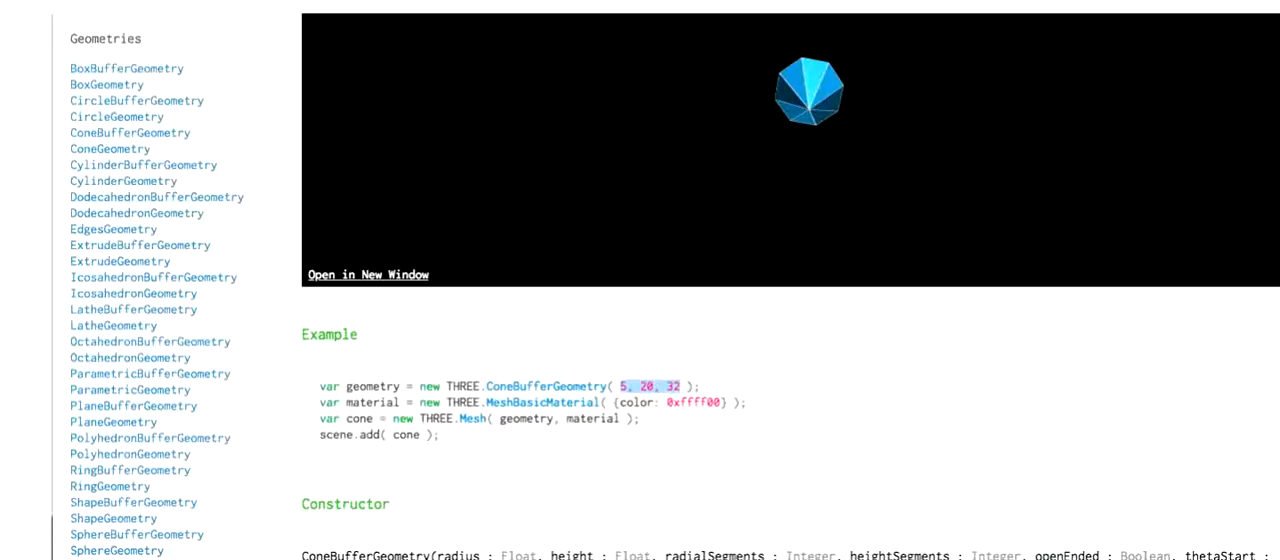 Geometries
BoxBufferGeometry
BoxGeometry
CircleBufferGeometry
CircleGeometry
ConeBufferGeometry
ConeGeometry
CylinderBufferGeometry
CylinderGeometry
DodecahedronBufferGeometry
DodecahedronGeometry
EdgesGeometry
ExtrudeBufferGeometry
ExtrudeGeometry
IcosahedronBufferGeometry
IcosahedronGeometry
LatheBufferGeometry
LatheGeometry
OctahedronBufferGeometry
OctahedronGeometry
ParametricBufferGeometry
ParametricGeometry
PlaneBufferGeometry
PlaneGeometry
PolyhedronBufferGeometry
PolyhedronGeometry
RingBufferGeometry
RingGeometry
ShapeBufferGeometry
ShapeGeometry
SphereBufferGeometry
SphereGeometry
Open in New Window
Example
var geometry = new THREE.ConeBufferGeometry( 5, 20, 32 );
var material = new THREE.MeshBasicMaterial( {color: 0xffff00} );
var cone = new THREE.Mesh( geometry, material );
scene.add( cone );
Constructor
ConeBufferGeometry(radius : Float, height : Float, radialSegments : Integer, heightSegments : Integer, openEnded : Boolean, thetaStart :